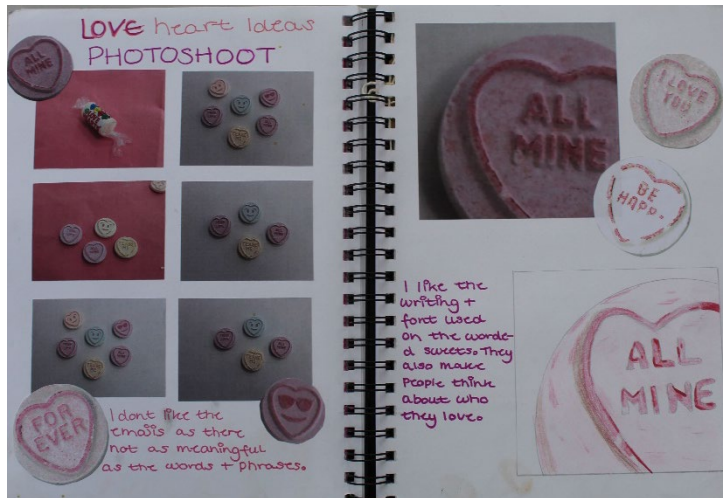 LOVE heart Ideas
PHOTOSHOOT
ALL
MINE
FOR
EVER
I dont like the
emojis as there
not as meaningful
as the words + phrases.
ALL
MINE
I LOVE
YOU
BE
HAPP.
I like the
writing +
font used
on the worde-
d sweets. They
also make
People think
about who
they love.
ALL
MINE